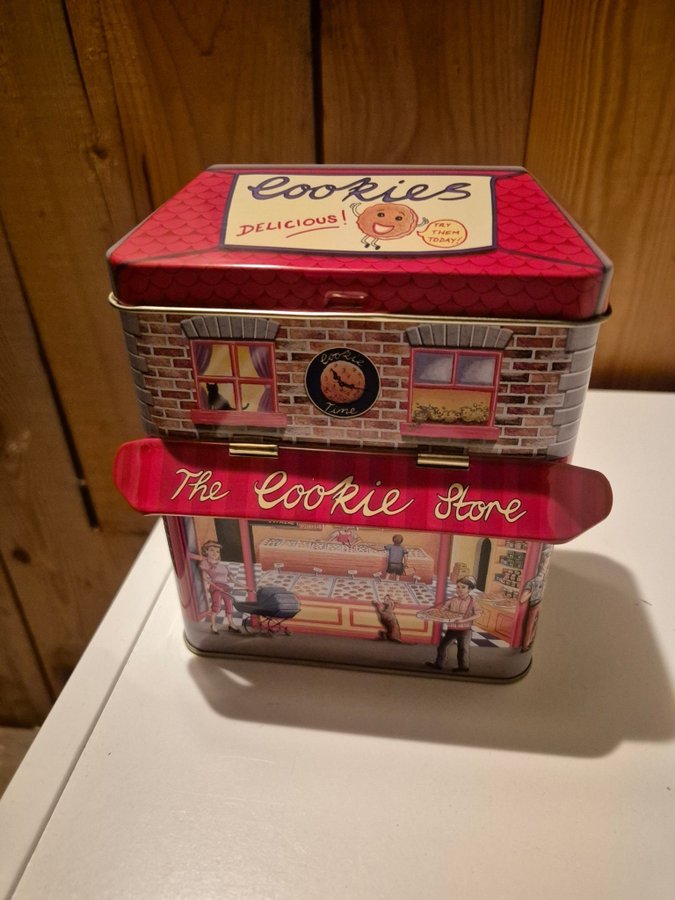 Cookies
DELICIOUS!
TRY
THEM
TODAY!
Cookie
Time
The Cookie Store